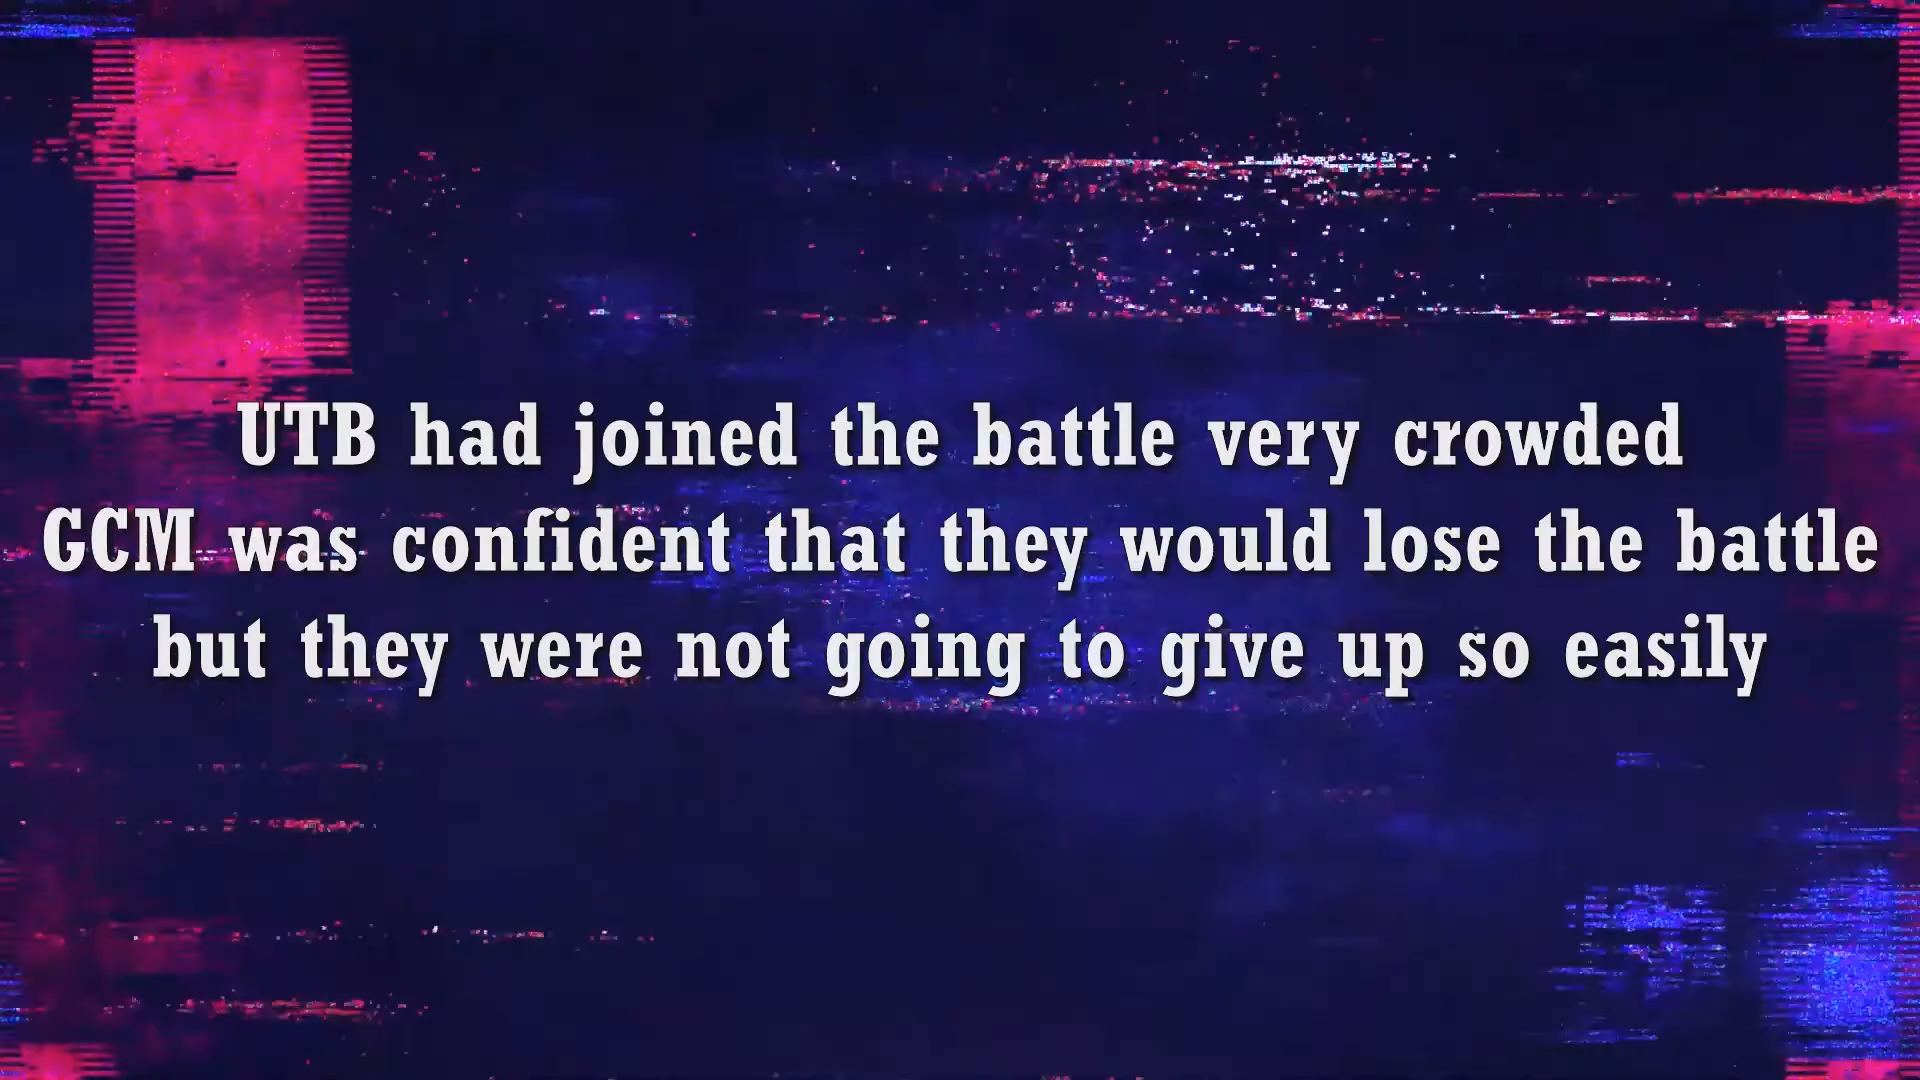 UTB had joined the battle very crowded
GCM was confident that they would lose the battle
but they were not going to give up so easily